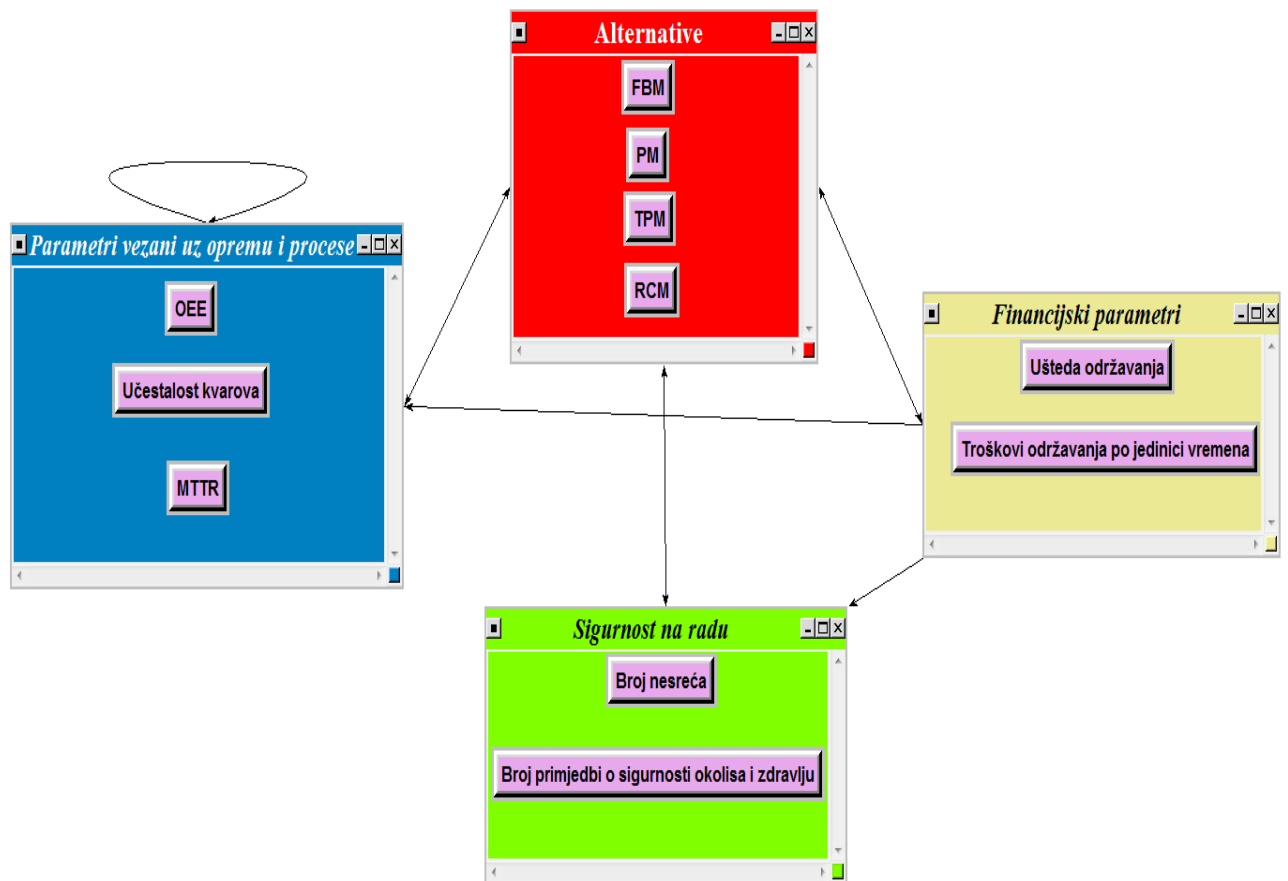 Alternative
FBM
PM
TPM
RCM
Parametri vezani uz opremu i procese
OEE
Učestalost kvarova
MTTR
Financijski parametri
Ušteda održavanja
Troškovi održavanja po jedinici vremena
Sigurnost na radu
Broj nesreća
Broj primjedbi o sigurnosti okolisa i zdravlju